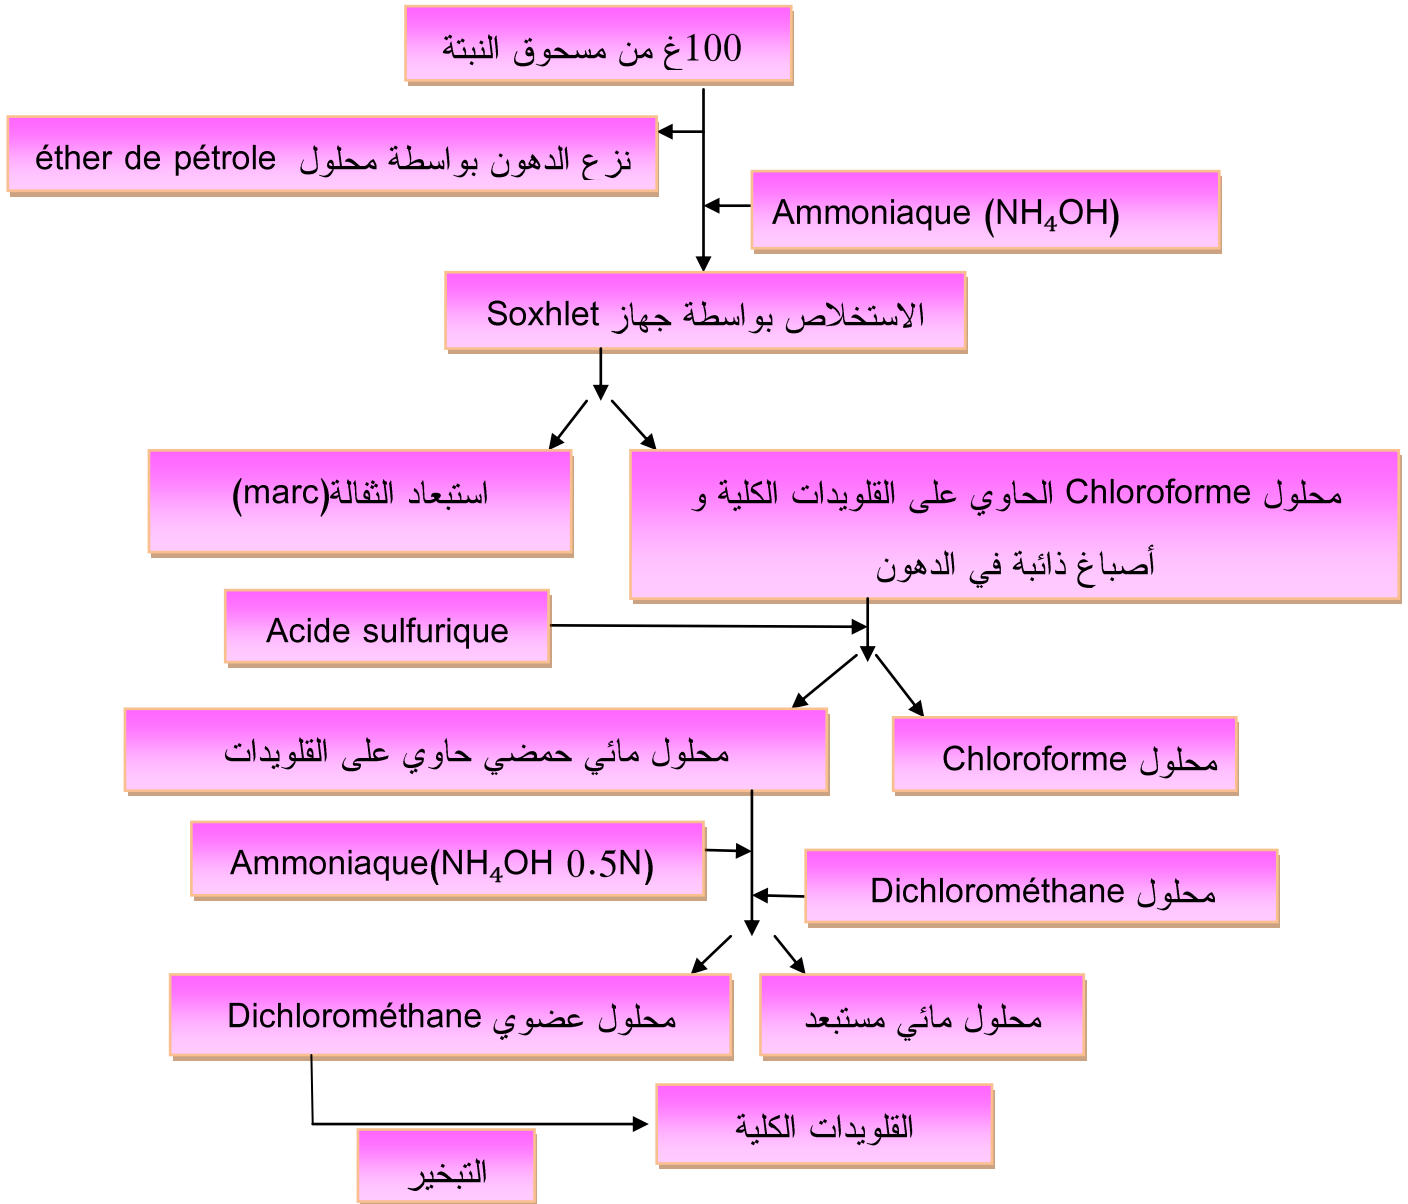 100غ من مسحوق النبتة
نزع الدهون بواسطة محلول éther de pétrole
Ammoniaque (NH₄OH)
الاستخلاص بواسطة جهاز Soxhlet
استبعاد الثفالة(marc)
محلول Chloroforme الحاوي على القلويدات الكلية و
أصباغ ذائبة في الدهون
Acide sulfurique
محلول مائي حمضي حاوي على القلويدات
محلول Chloroforme
Ammoniaque(NH₄OH 0.5N)
محلول Dichlorométhane
محلول عضوي Dichlorométhane
محلول مائي مستبعد
القلويدات الكلية
التبخير